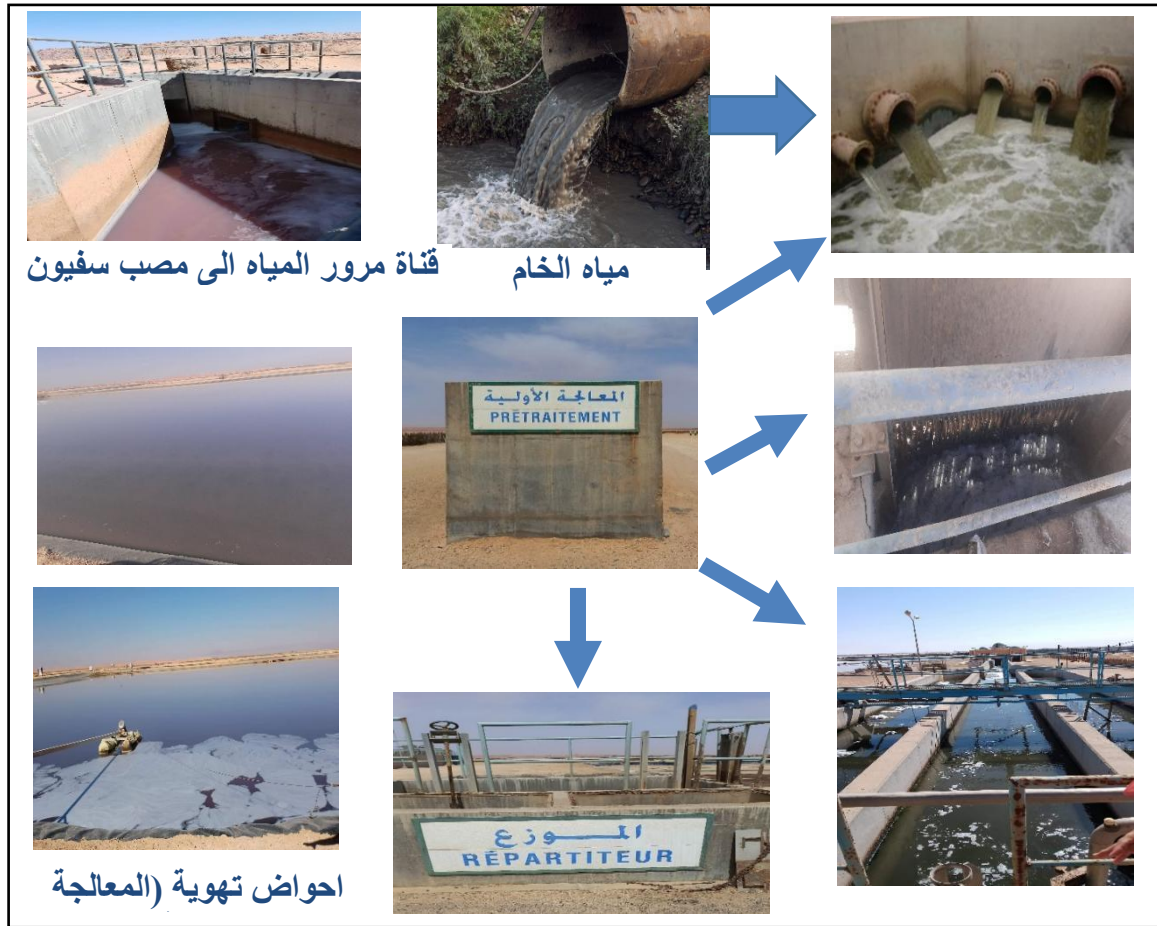 مياه الخام
قناة مرور المياه الى مصب سفيون
المعالجة الأولية
PRÉTRAITEMENT
الموزع
RÉPARTITEUR
احواض تهوية (المعالجة